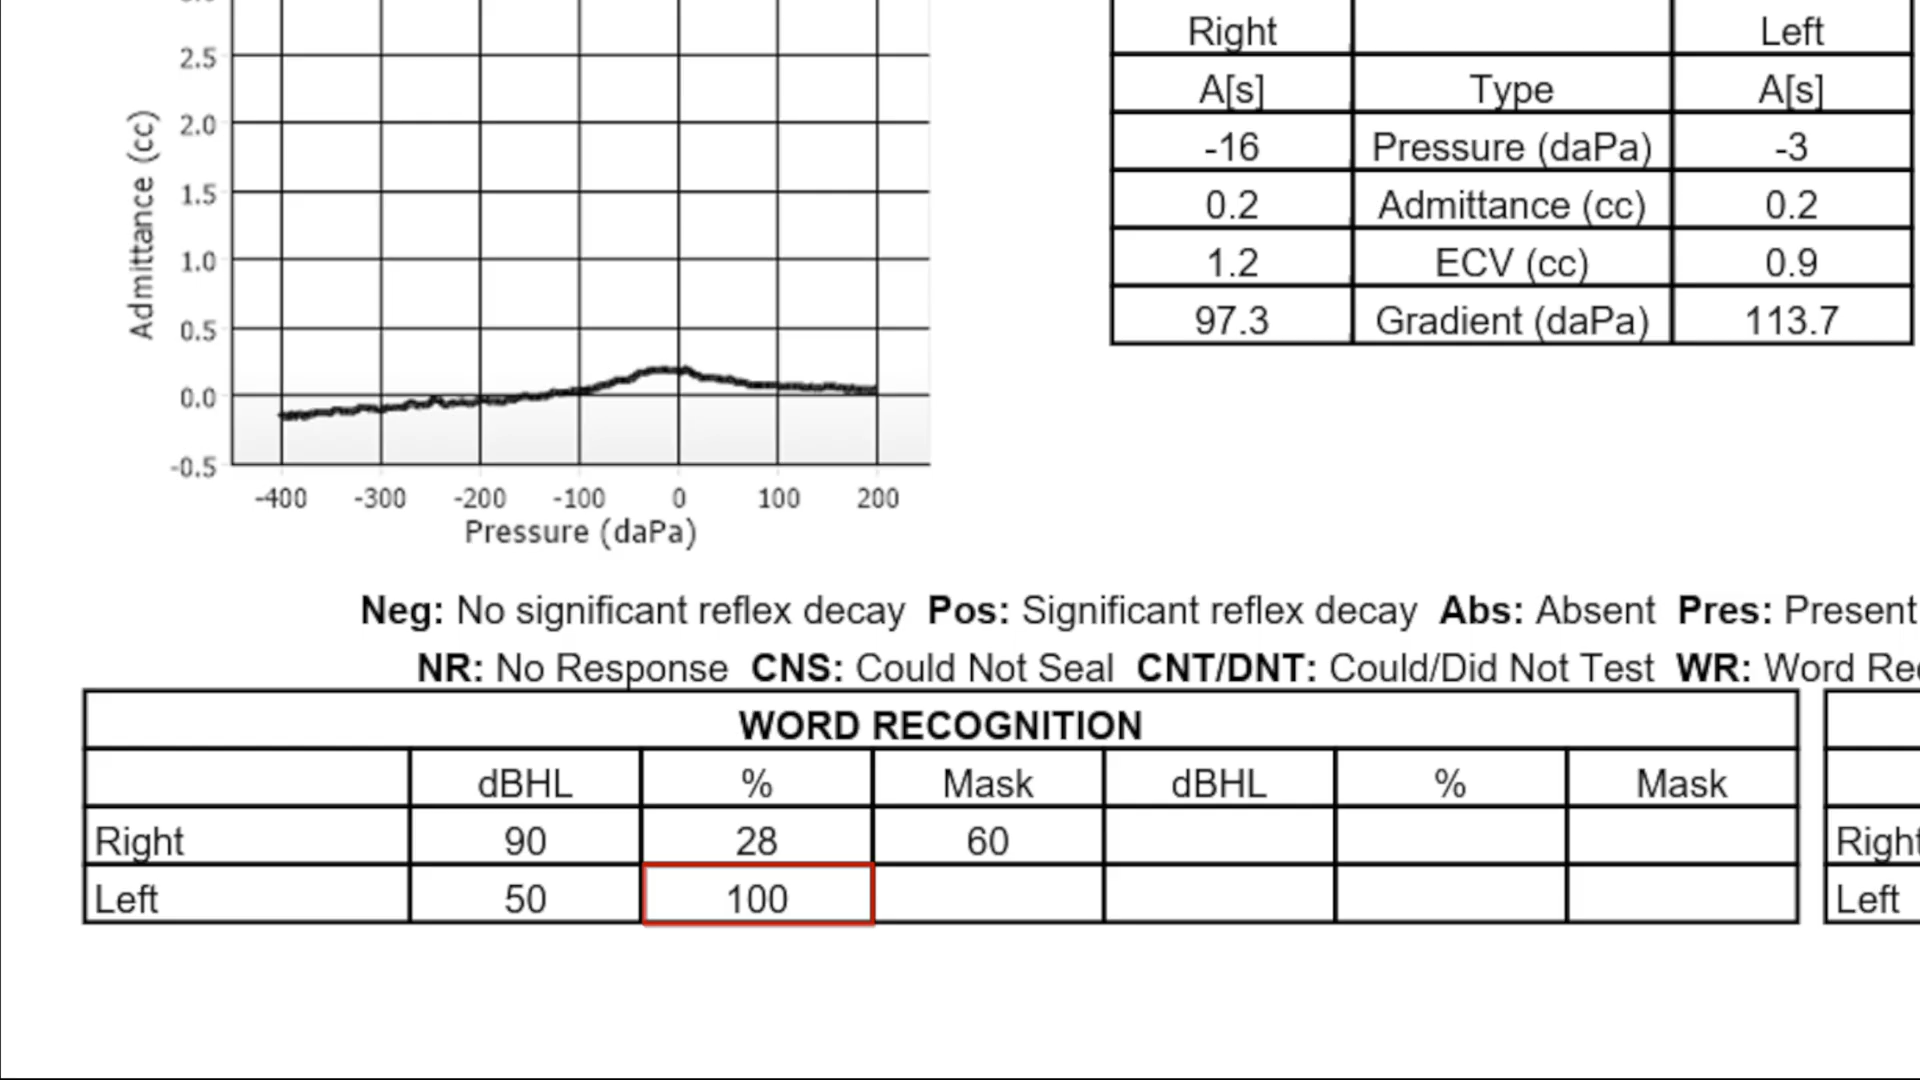 2.5
2.0
1.5
1.0
0.5
0.0
-0.5
Admittance (cc)
-400 -300 -200 -100 0 100 200
Pressure (daPa)
Right Left
A[s] Type A[s]
-16 Pressure (daPa) -3
0.2 Admittance (cc) 0.2
1.2 ECV (cc) 0.9
97.3 Gradient (daPa) 113.7
Neg: No significant reflex decay Pos: Significant reflex decay Abs: Absent Pres: Present
NR: No Response CNS: Could Not Seal CNT/DNT: Could/Did Not Test WR: Word
WORD RECOGNITION
dBHL % Mask dBHL % Mask
Right 90 28 60
Left 50 100
Right
Left